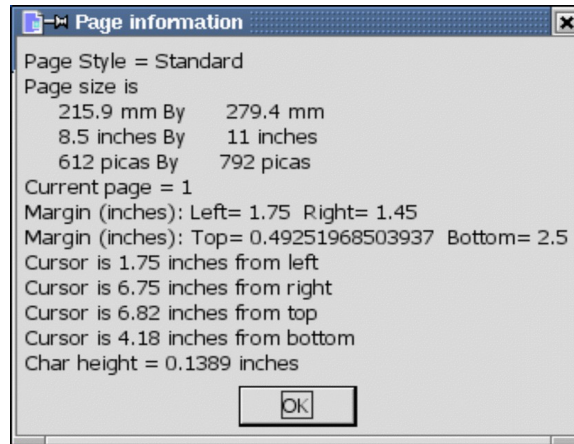 Page information
Page Style = Standard
Page size is
215.9 mm By 279.4 mm
8.5 inches By 11 inches
612 picas By 792 picas
Current page = 1
Margin (inches): Left= 1.75 Right= 1.45
Margin (inches): Top= 0.49251968503937 Bottom= 2.5
Cursor is 1.75 inches from left
Cursor is 6.75 inches from right
Cursor is 6.82 inches from top
Cursor is 4.18 inches from bottom
Char height = 0.1389 inches
OK